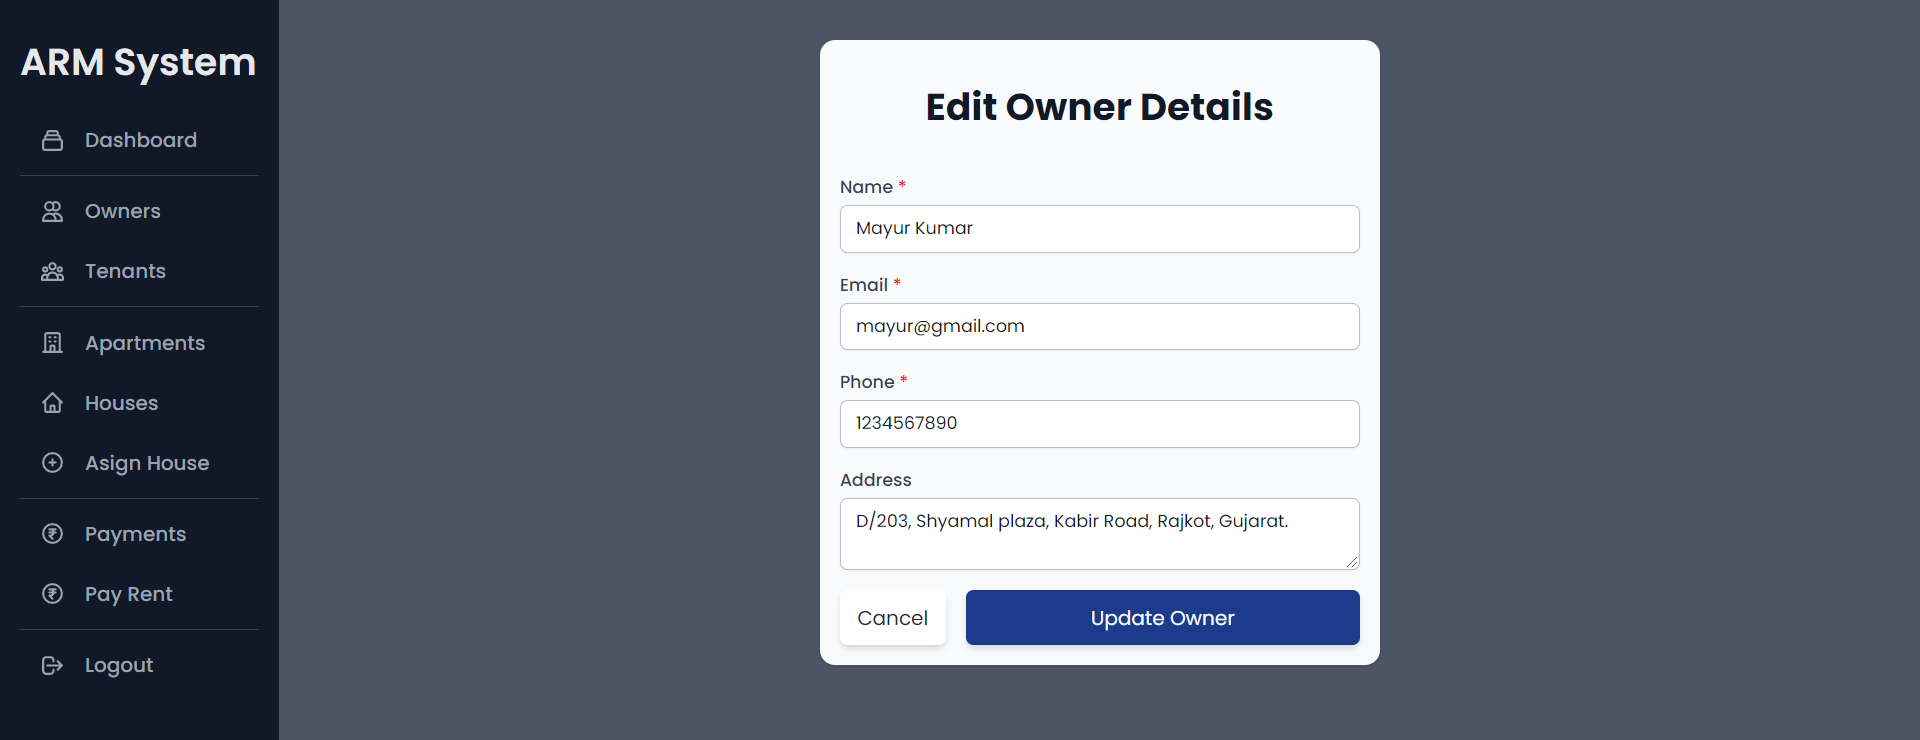 ARM System
Dashboard
Owners
Tenants
Apartments
Houses
Asign House
Payments
Pay Rent
Logout
Edit Owner Details
Name *
Mayur Kumar
Email *
mayur@gmail.com
Phone *
1234567890
Address
D/203, Shyamal plaza, Kabir Road, Rajkot, Gujarat.
Cancel
Update Owner